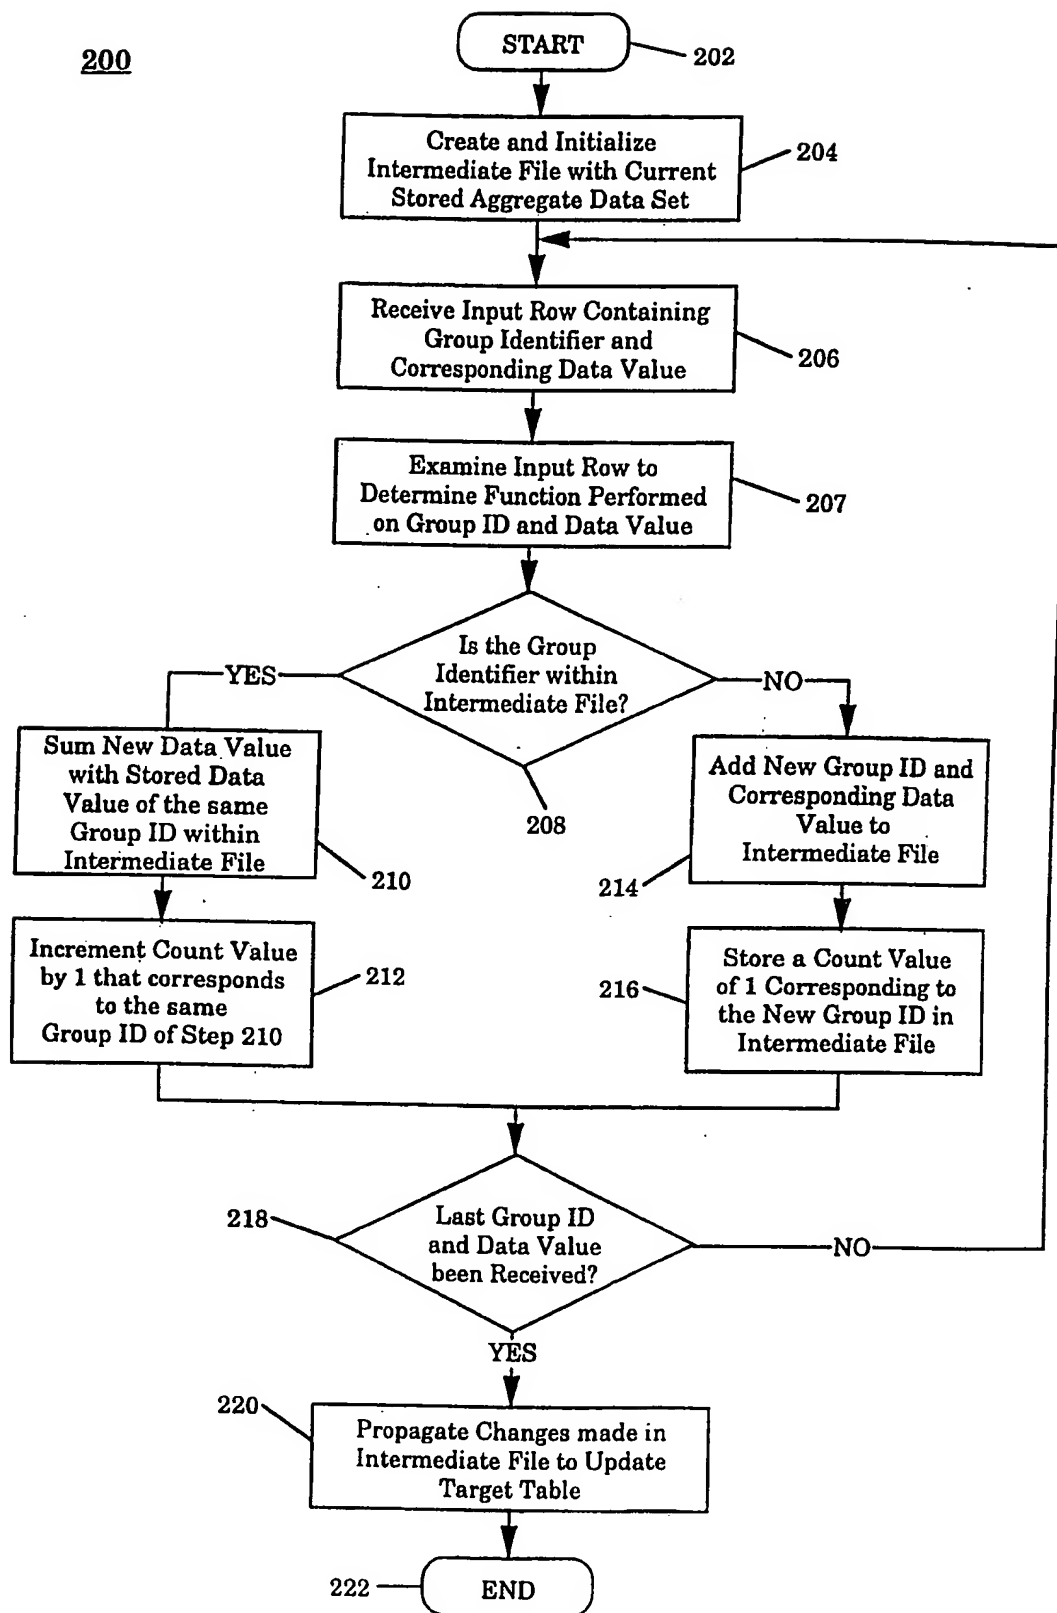 200
START
202
Create and Initialize
Intermediate File with Current
Stored Aggregate Data Set
204
Receive Input Row Containing
Group Identifier and
Corresponding Data Value
206
Examine Input Row to
Determine Function Performed
on Group ID and Data Value
207
Is the Group
Identifier within
Intermediate File?
208
YES
NO
Sum New Data Value
with Stored Data
Value of the same
Group ID within
Intermediate File
210
Add New Group ID and
Corresponding Data
Value to
Intermediate File
214
Increment Count Value
by 1 that corresponds
to the same
Group ID of Step 210
212
Store a Count Value
of 1 Corresponding to
the New Group ID in
Intermediate File
216
218
Last Group ID
and Data Value
been Received?
NO
YES
220
Propagate Changes made in
Intermediate File to Update
Target Table
222
END